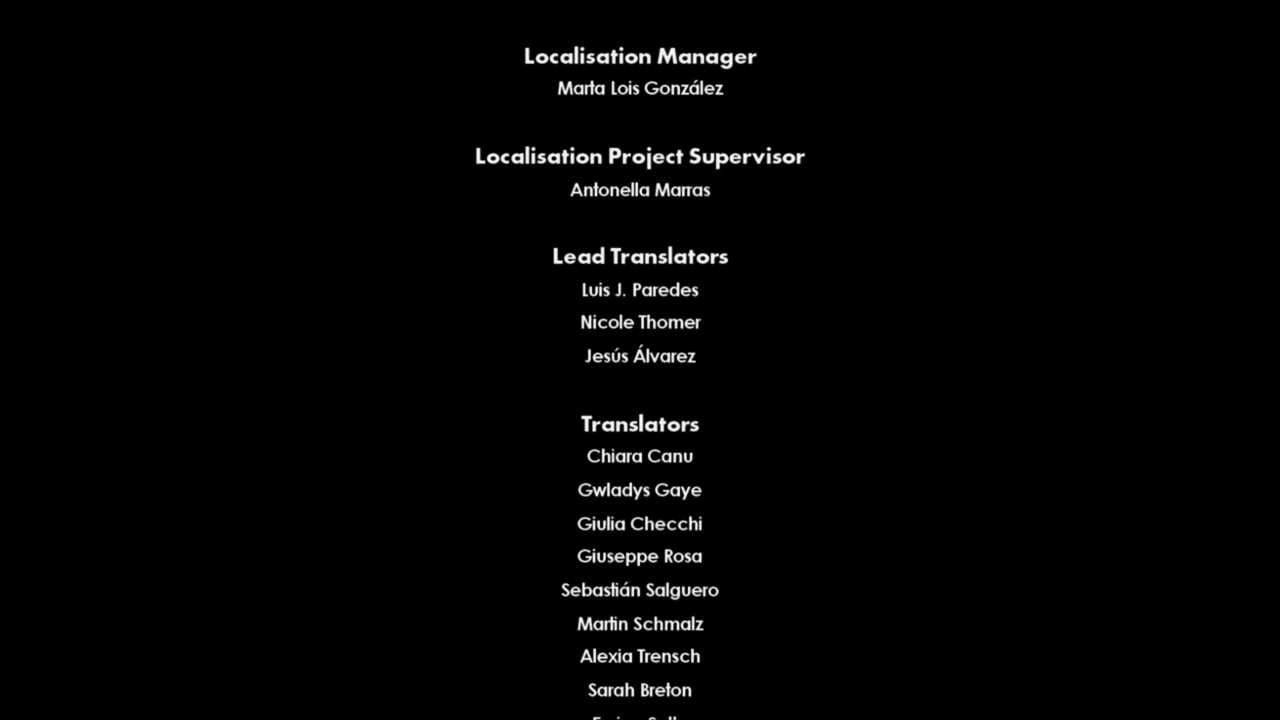 Localisation Manager
Marta Lois González
Localisation Project Supervisor
Antonella Marras
Lead Translators
Luis J. Paredes
Nicole Thomer
Jesús Álvarez
Translators
Chiara Canu
Gwladys Gaye
Giulia Checchi
Giuseppe Rosa
Sebastián Salguero
Martin Schmalz
Alexia Trensch
Sarah Breton